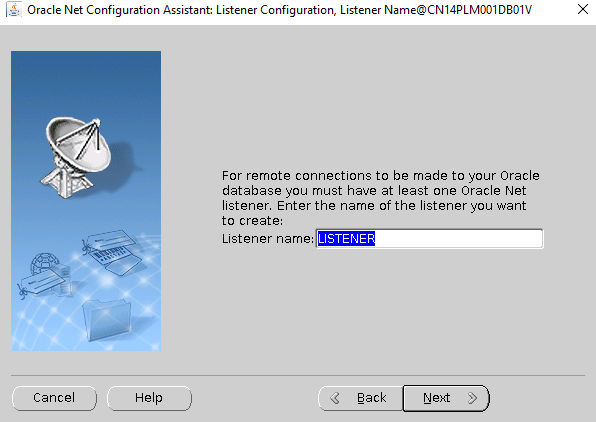 Oracle Net Configuration Assistant: Listener Configuration, Listener Name@CN14PLM001DB01V
For remote connections to be made to your Oracle
database you must have at least one Oracle Net
listener. Enter the name of the listener you want
to create:
Listener name: LISTENER
Cancel
Help
Back
Next